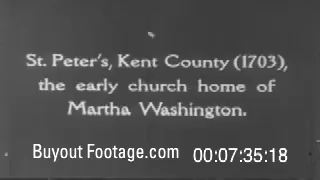 St. Peter's, Kent County (1703),
the early church home of
Martha Washington.
Buyout Footage.com 00:07:35:18